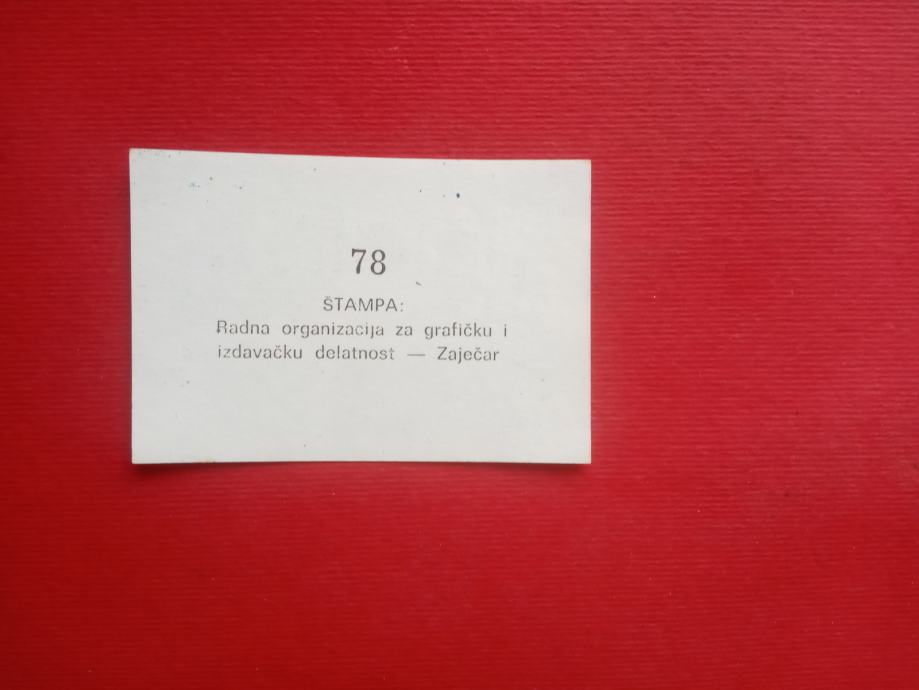 78
ŠTAMPA:
Radna organizacija za grafičku i
izdavačku delatnost — Zaječar